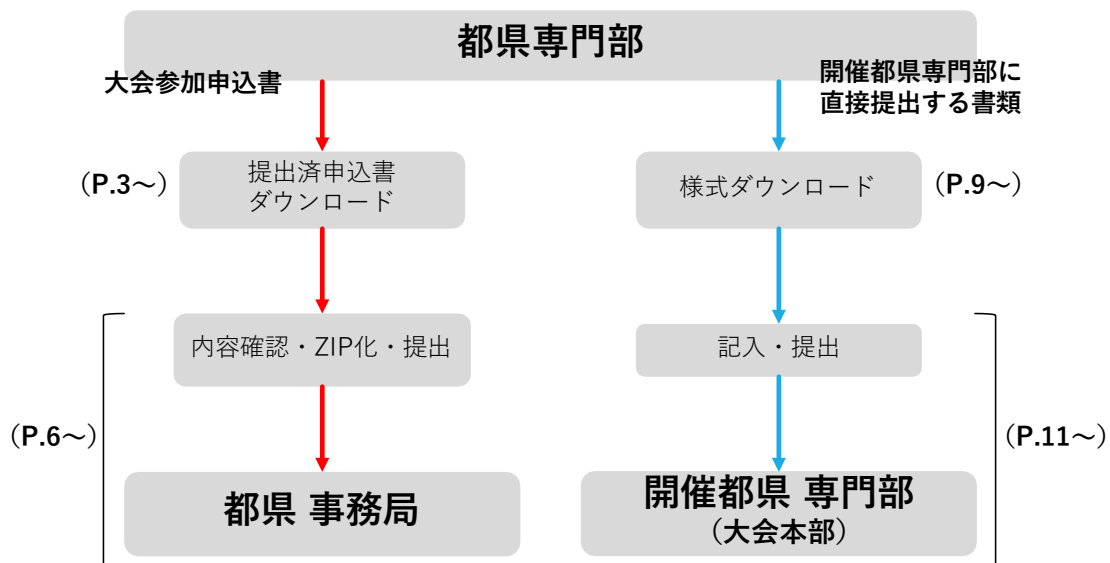 都県専門部
大会参加申込書
開催都県専門部に
直接提出する書類
(P.3～)
提出済申込書
ダウンロード
様式ダウンロード
(P.9～)
内容確認・ZIP化・提出
記入・提出
(P.6～)
(P.11～)
都県 事務局
開催都県 専門部
(大会本部)